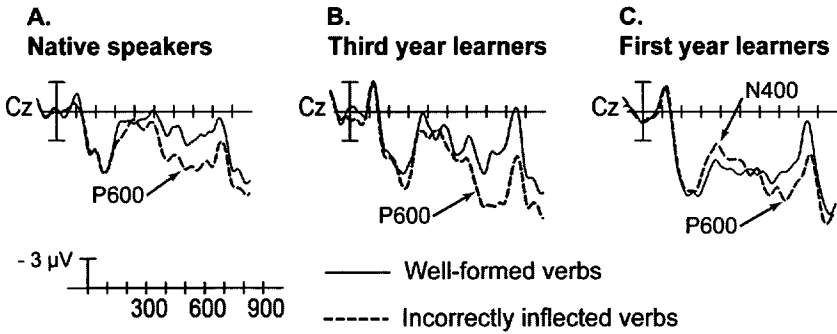 A.
Native speakers
B.
Third year learners
C.
First year learners
Cz
P600
Cz
P600
Cz
N400
P600
- 3 µV
300 600 900
Well-formed verbs
Incorrectly inflected verbs